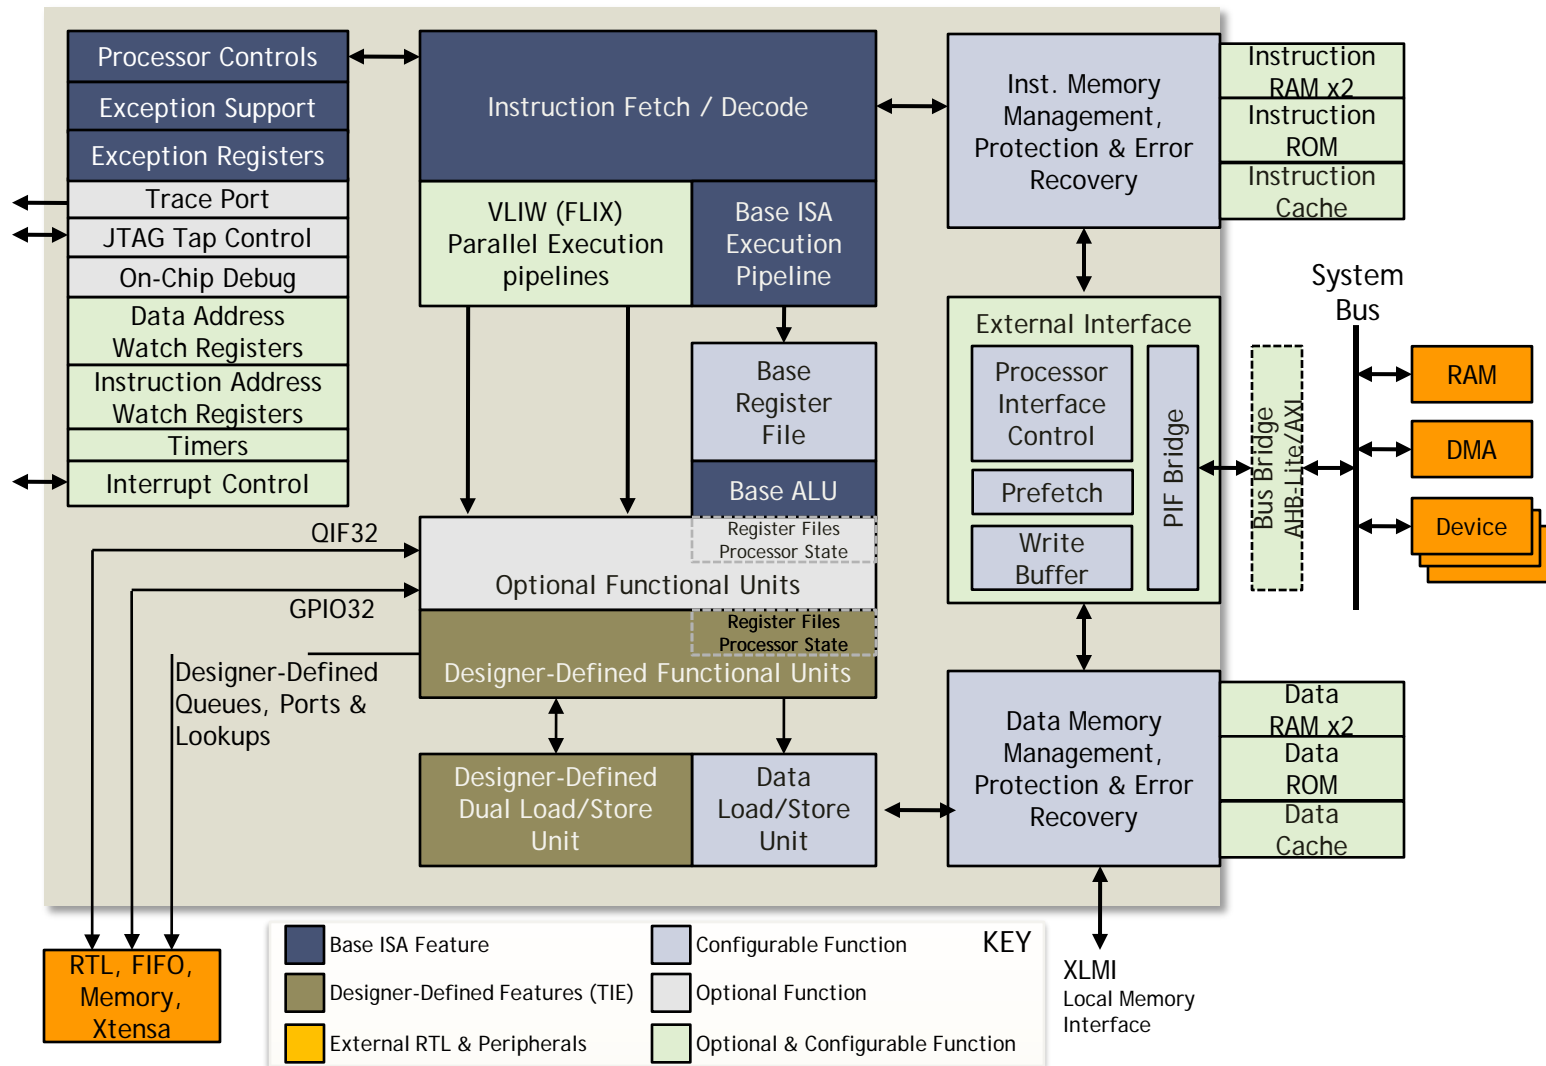 Processor Controls
Exception Support
Exception Registers
Trace Port
JTAG Tap Control
On-Chip Debug
Data Address
Watch Registers
Instruction Address
Watch Registers
Timers
Interrupt Control
Instruction Fetch / Decode
VLIW (FLIX)
Parallel Execution
pipelines
Base ISA
Execution
Pipeline
Base
Register
File
Base ALU
Register Files
Processor State
Optional Functional Units
Register Files
Processor State
Designer-Defined Functional Units
Designer-Defined
Dual Load/Store
Unit
Data
Load/Store
Unit
QIF32
GPIO32
Designer-Defined
Queues, Ports &
Lookups
RTL, FIFO,
Memory,
Xtensa
Inst. Memory
Management,
Protection & Error
Recovery
Instruction
RAM x2
Instruction
ROM
Instruction
Cache
External Interface
Processor
Interface
Control
Prefetch
Write
Buffer
PIF Bridge
Bus Bridge
AHB-Lite/AXI
System
Bus
RAM
DMA
Device
Data Memory
Management,
Protection & Error
Recovery
Data
RAM x2
Data
ROM
Data
Cache
XLMI
Local Memory
Interface
KEY
Base ISA Feature
Designer-Defined Features (TIE)
External RTL & Peripherals
Configurable Function
Optional Function
Optional & Configurable Function